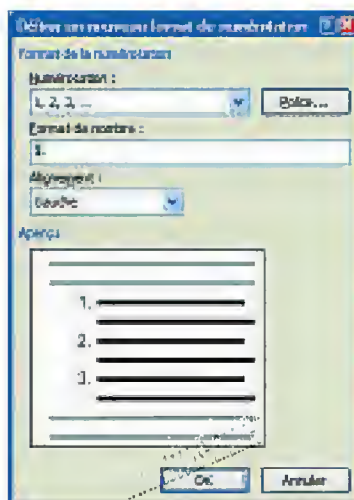 Définir un nouveau format de numérotation
Format de la numérotation
Numérotation :
1, 2, 3, ...
Police...
Format de nombre :
1.
Alignement :
Gauche
Aperçu
1.
2.
3.
OK
Annuler